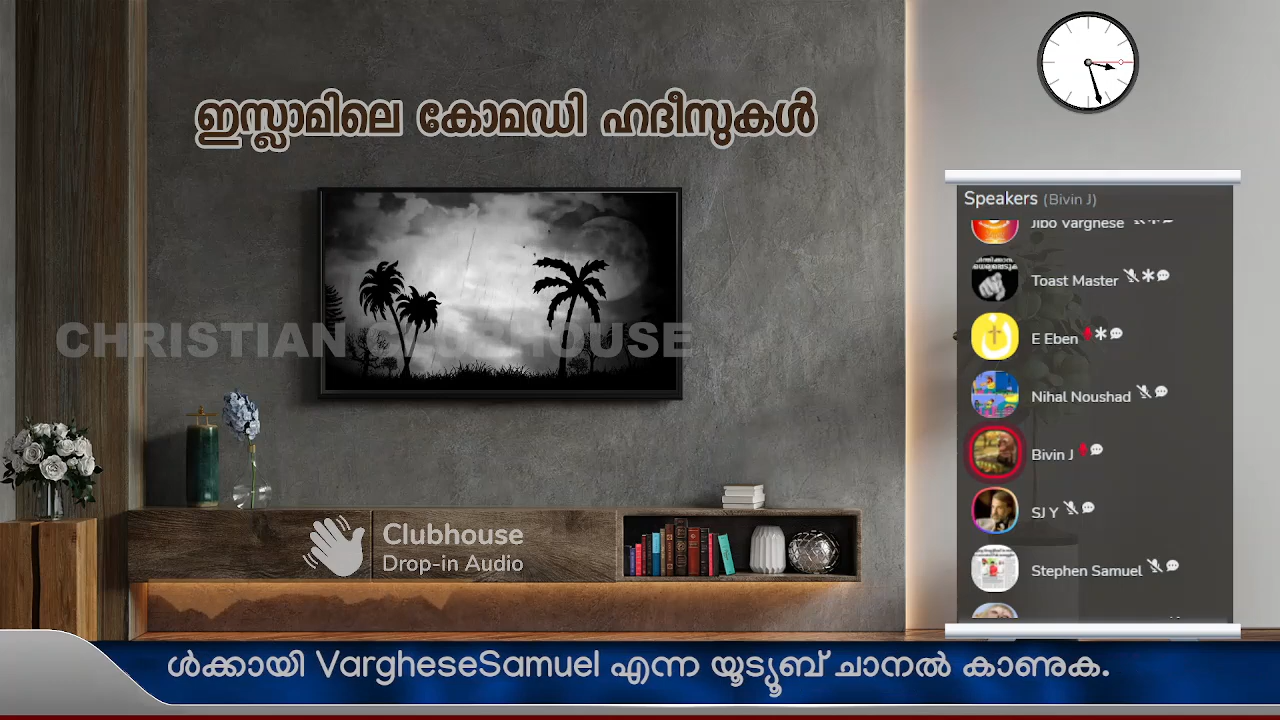 ഇസ്ലാമിലെ കോമഡി ഹദീസുകൾ
CHRISTIAN CLUBHOUSE
Speakers (Bivin J)
Jibo Varghese
Toast Master
E Eben
Nihal Noushad
Bivin J
SJ Y
Stephen Samuel
Clubhouse
Drop-in Audio
ൾക്കായി VargheseSamuel എന്ന യൂട്യൂബ് ചാനൽ കാണുക.